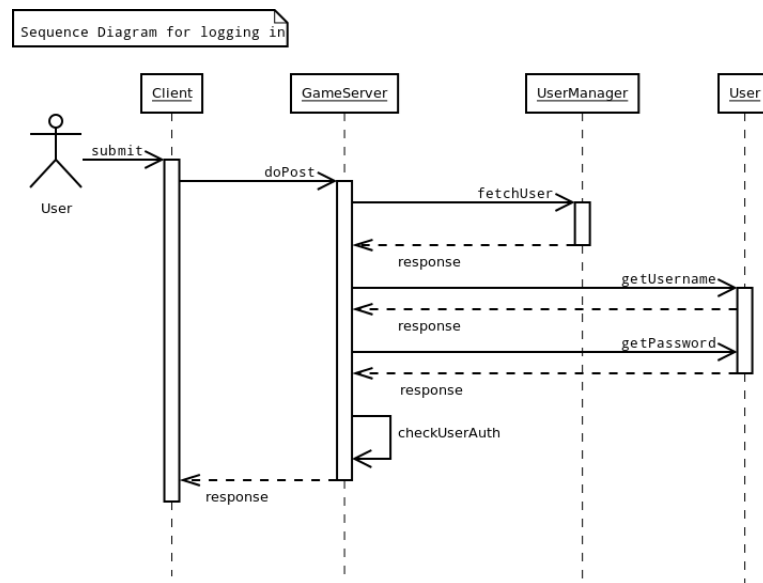 Sequence Diagram for logging in
Client
GameServer
UserManager
User
submit
doPost
User
fetchUser
response
getUsername
response
getPassword
response
checkUserAuth
response